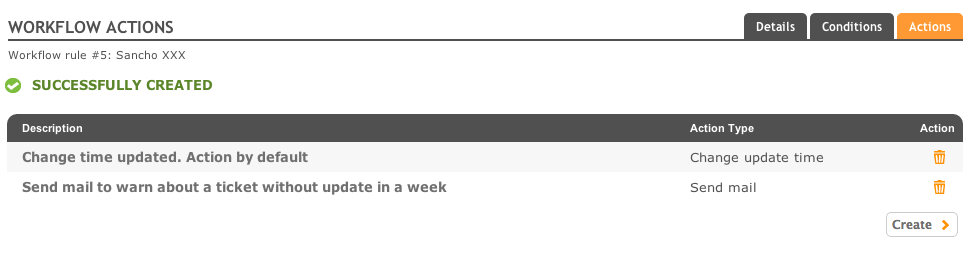 WORKFLOW ACTIONS
Details Conditions Actions
Workflow rule #5: Sancho XXX
SUCCESSFULLY CREATED
Description Action Type Action
Change time updated. Action by default Change update time
Send mail to warn about a ticket without update in a week Send mail
Create